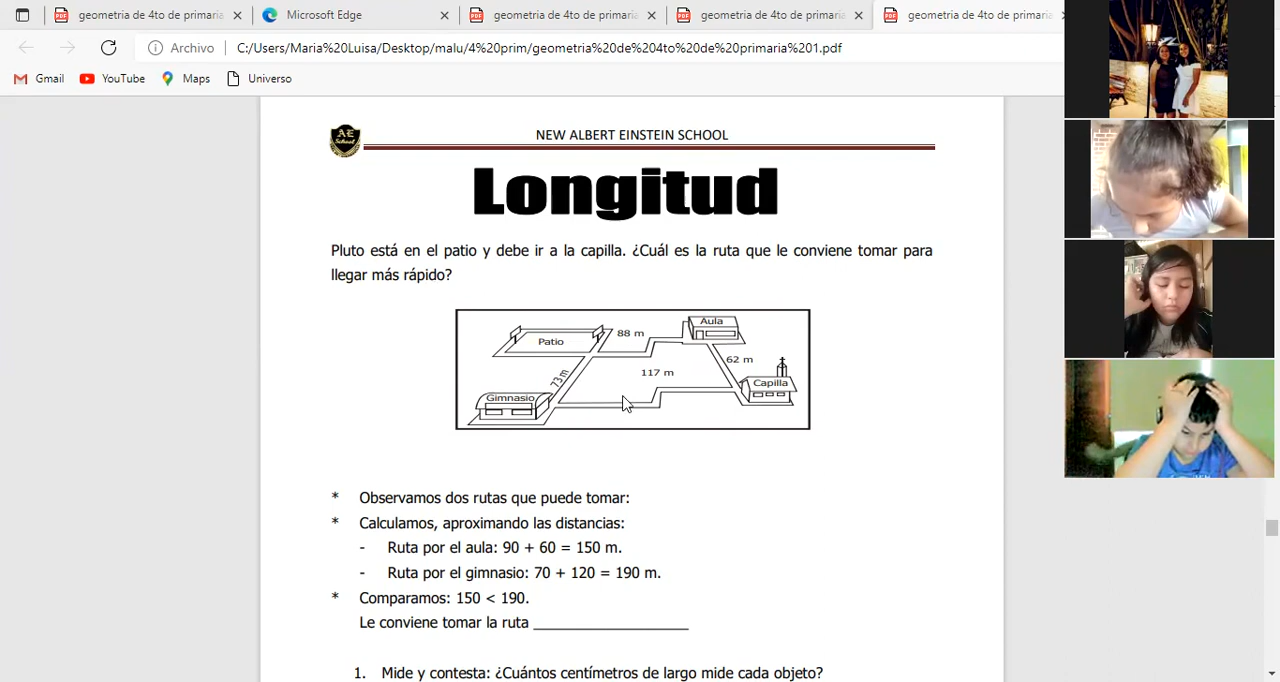 geometria de 4to de primaria
Microsoft Edge
geometria de 4to de primaria
geometria de 4to de primaria
geometria de 4to de primaria
Archivo
C:/Users/Maria%20Luisa/Desktop/malu/4%20prim/geometria%20de%204to%20de%20primaria%201.pdf
Gmail
YouTube
Maps
Universo
AE
School
NEW ALBERT EINSTEIN SCHOOL
Longitud
Pluto está en el patio y debe ir a la capilla. ¿Cuál es la ruta que le conviene tomar para
llegar más rápido?
Patio
88 m
Aula
62 m
117 m
73m
Capilla
Gimnasio
* Observamos dos rutas que puede tomar:
* Calculamos, aproximando las distancias:
- Ruta por el aula: 90 + 60 = 150 m.
- Ruta por el gimnasio: 70 + 120 = 190 m.
* Comparamos: 150 < 190.
Le conviene tomar la ruta ____________________
1. Mide y contesta: ¿Cuántos centímetros de largo mide cada objeto?